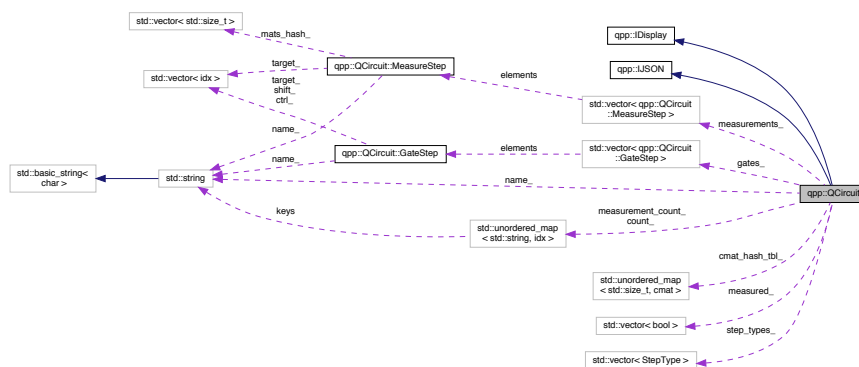 std::vector< std::size_t >
mats_hash_
qpp::IDisplay
qpp::QCircuit::MeasureStep
target_
qpp::IJSON
std::vector< idx >
elements
target_
shift_
ctrl_
std::vector< qpp::QCircuit
::MeasureStep >
measurements_
name_
std::vector< qpp::QCircuit
::GateStep >
elements
qpp::QCircuit::GateStep
name_
gates_
std::basic_string<
char >
std::string
name_
qpp::QCircuit
keys
measurement_count_
count_
std::unordered_map
< std::string, idx >
cmat_hash_tbl_
std::unordered_map
< std::size_t, cmat >
measured_
std::vector< bool >
step_types_
std::vector< StepType >